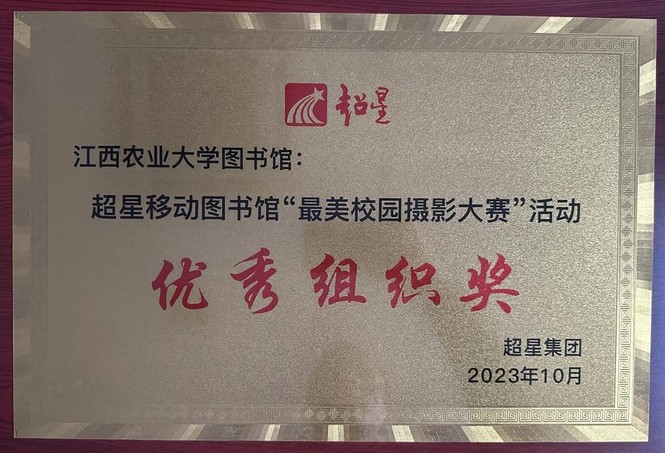 超星
江西农业大学图书馆：
超星移动图书馆“最美校园摄影大赛”活动
优秀组织奖
超星集团
2023年10月